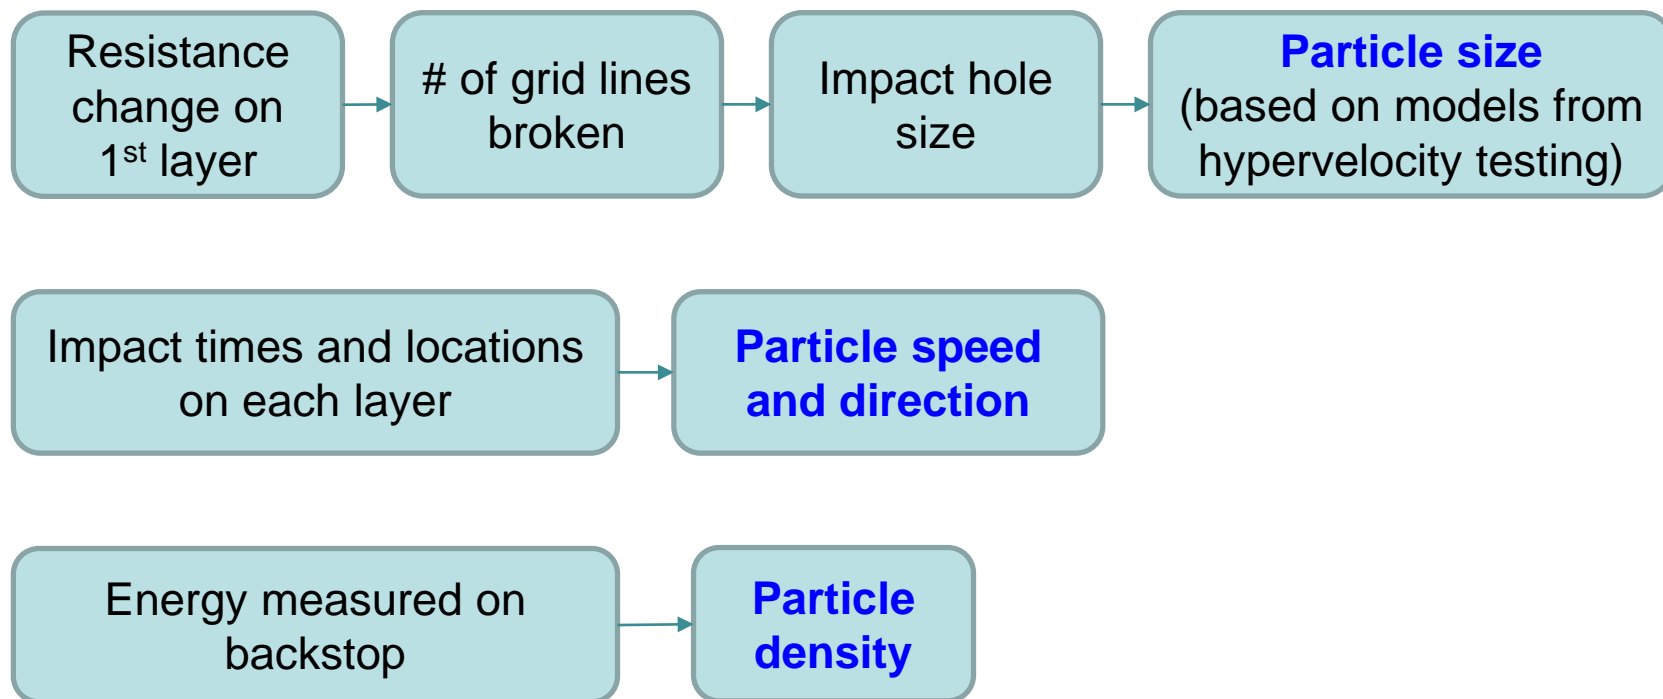 Resistance
change on
1st layer
# of grid lines
broken
Impact hole
size
Particle size
(based on models from
hypervelocity testing)
Impact times and locations
on each layer
Particle speed
and direction
Energy measured on
backstop
Particle
density